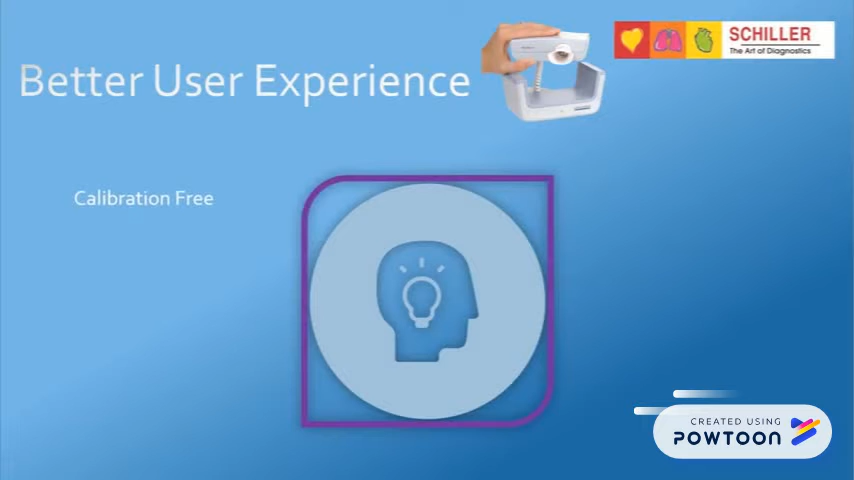 SCHILLER
The Art of Diagnostics
Better User Experience
Calibration Free
CREATED USING
POWTOON